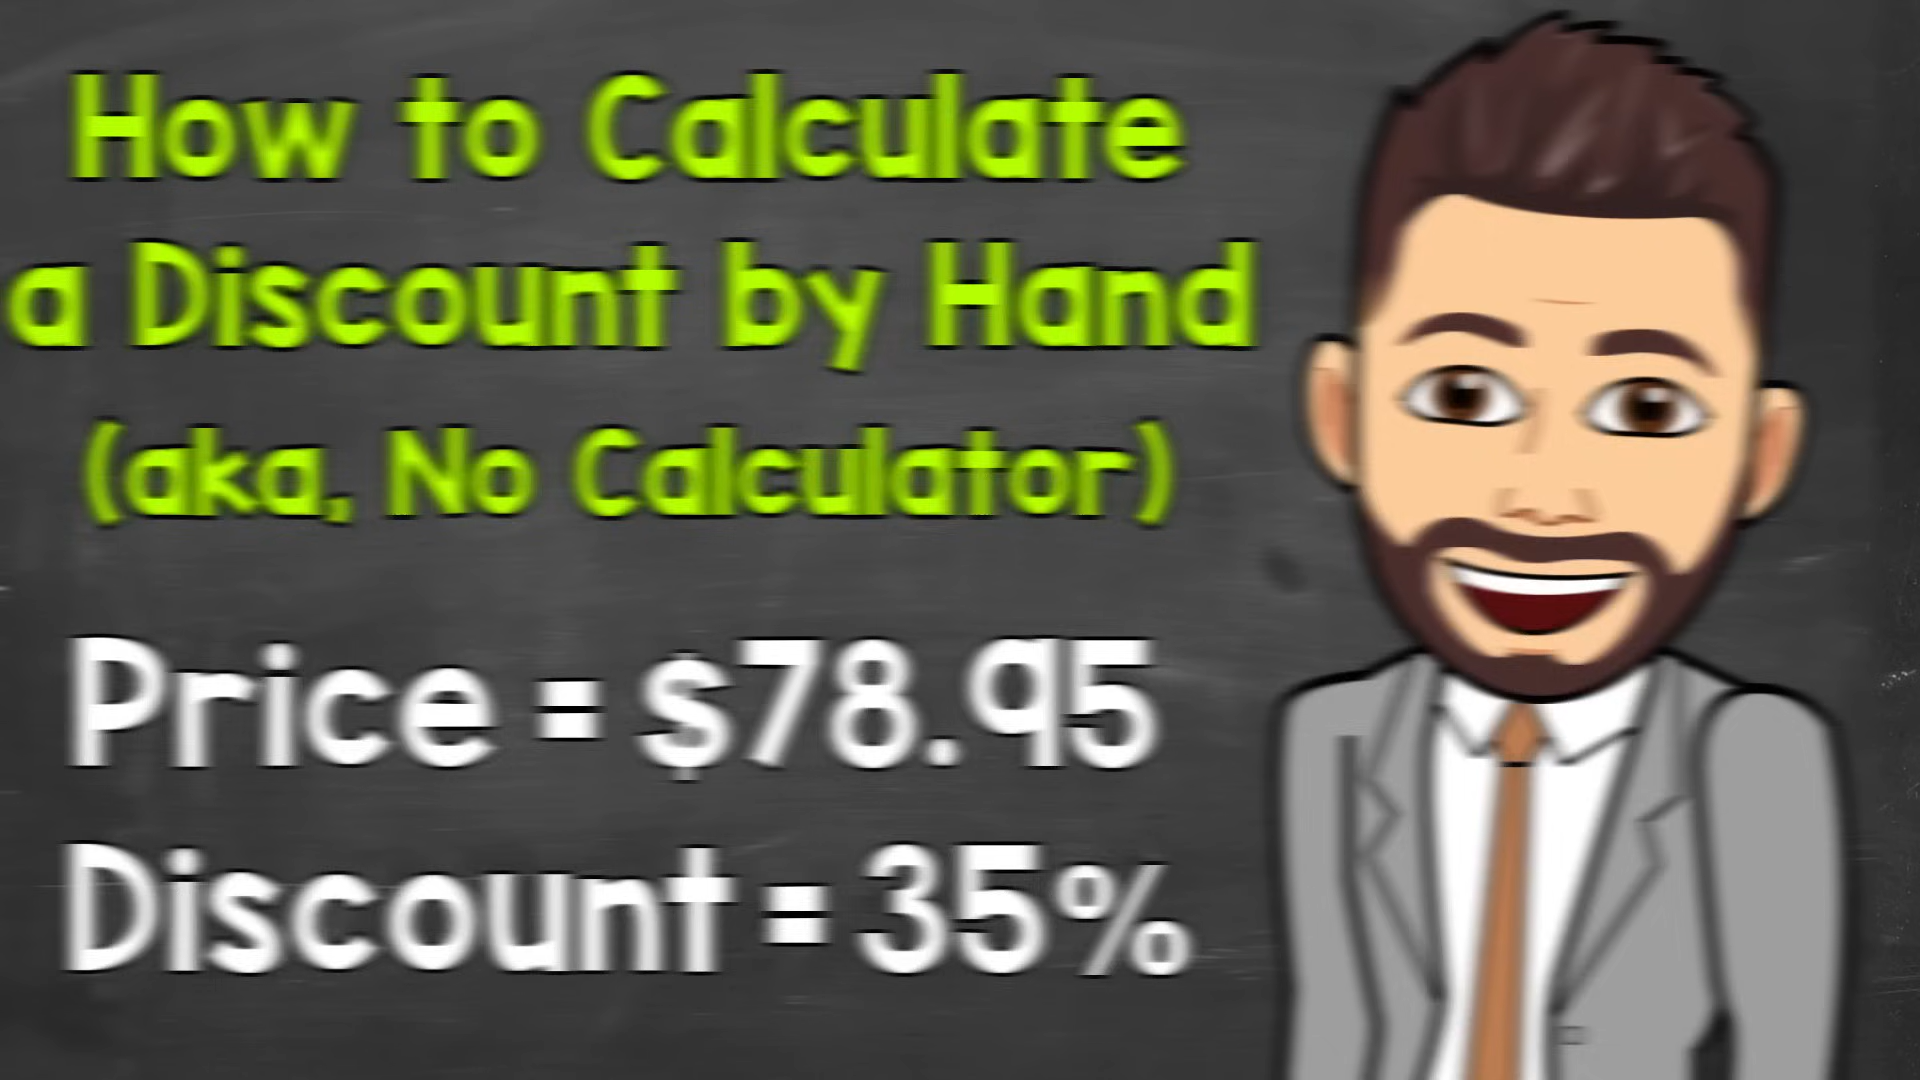 How to Calculate
a Discount by Hand
(aka, No Calculator)
Price = $78.95
Discount = 35%